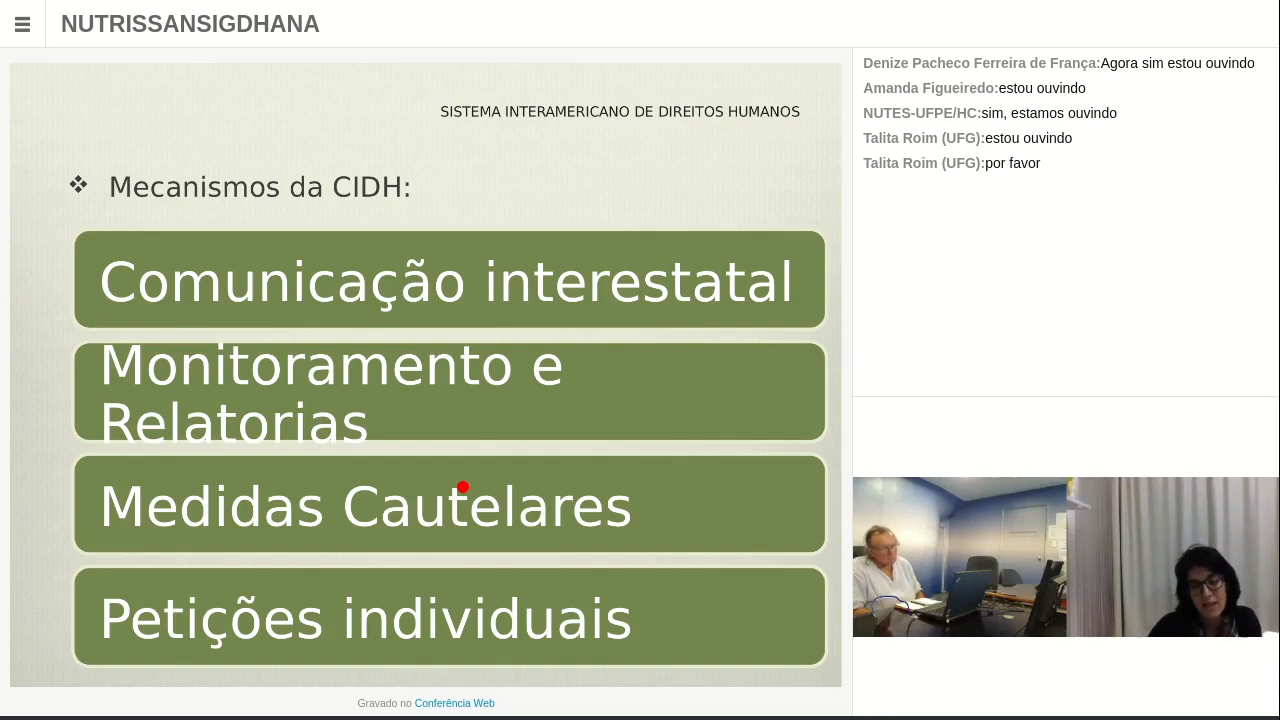 NUTRISSANSIGDHANA
SISTEMA INTERAMERICANO DE DIREITOS HUMANOS
Mecanismos da CIDH:
Comunicação interestatal
Monitoramento e
Relatorias
Medidas Cautelares
Petições individuais
Gravado no Conferência Web
Denize Pacheco Ferreira de França:Agora sim estou ouvindo
Amanda Figueiredo:estou ouvindo
NUTES-UFPE/HC:sim, estamos ouvindo
Talita Roim (UFG):estou ouvindo
Talita Roim (UFG):por favor